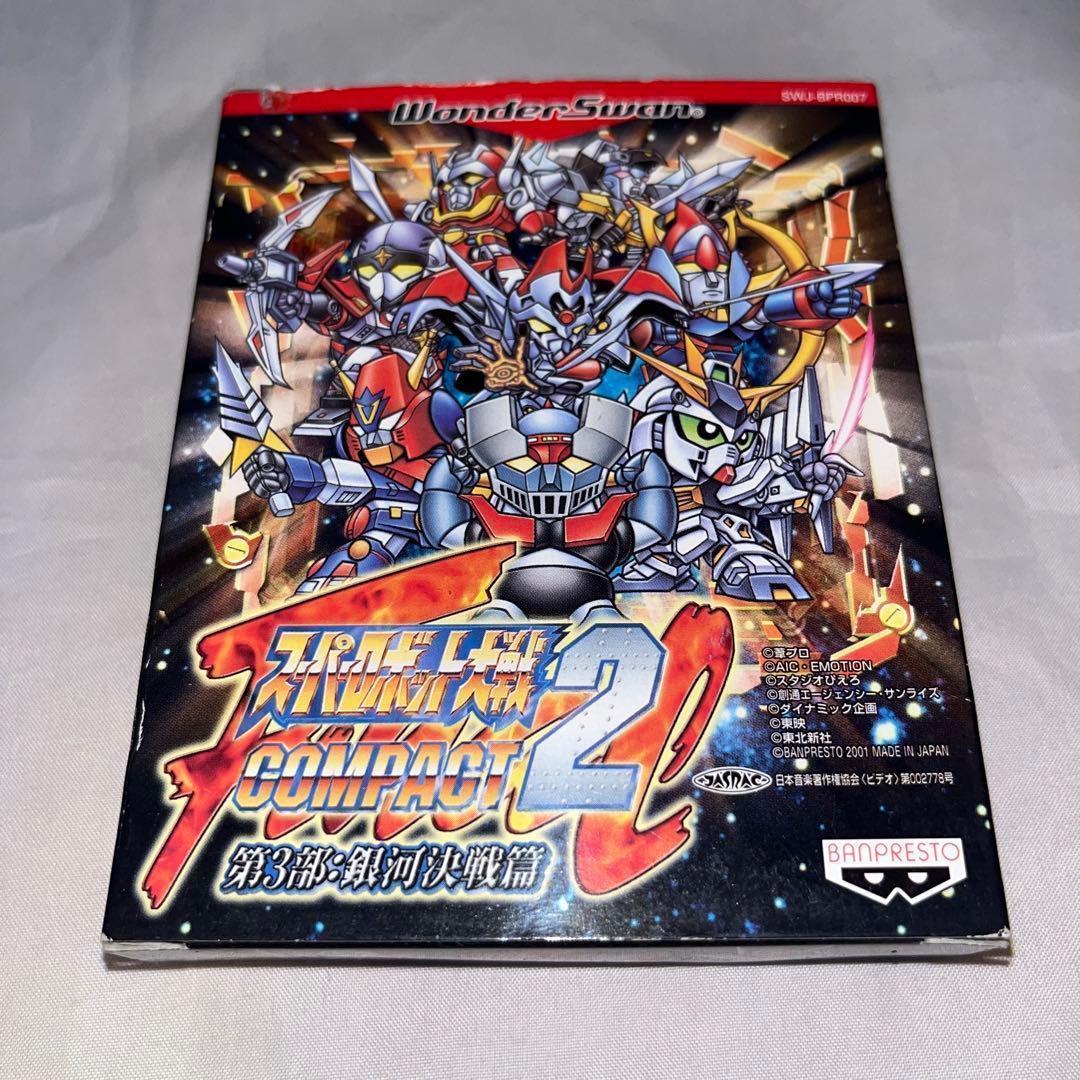 WonderSwan®
SWJ-BPR007
スーパーロボット大戦
COMPACT 2
第3部:銀河決戦篇
©葦プロ
©AIC・EMOTION
©スタジオぴえろ
©創通エージェンシー・サンライズ
©ダイナミック企画
©東映
©東北新社
©BANPRESTO 2001 MADE IN JAPAN
JASRAC
日本音楽著作権協会〈ビデオ〉第002778号
BANPRESTO